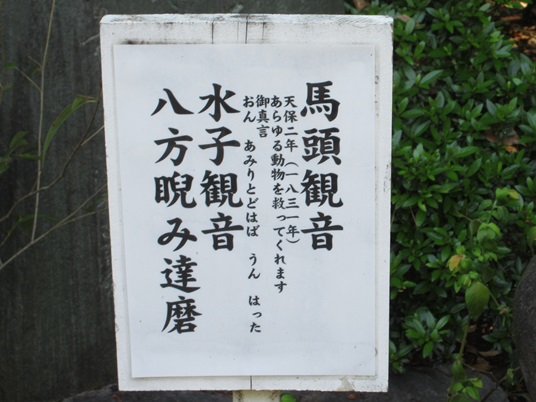 馬頭観音
天保二年（一八三一年）
あらゆる動物を救ってくれます
御真言
おん　あみりとどはば　うん　はった
水子観音
八方睨み達磨